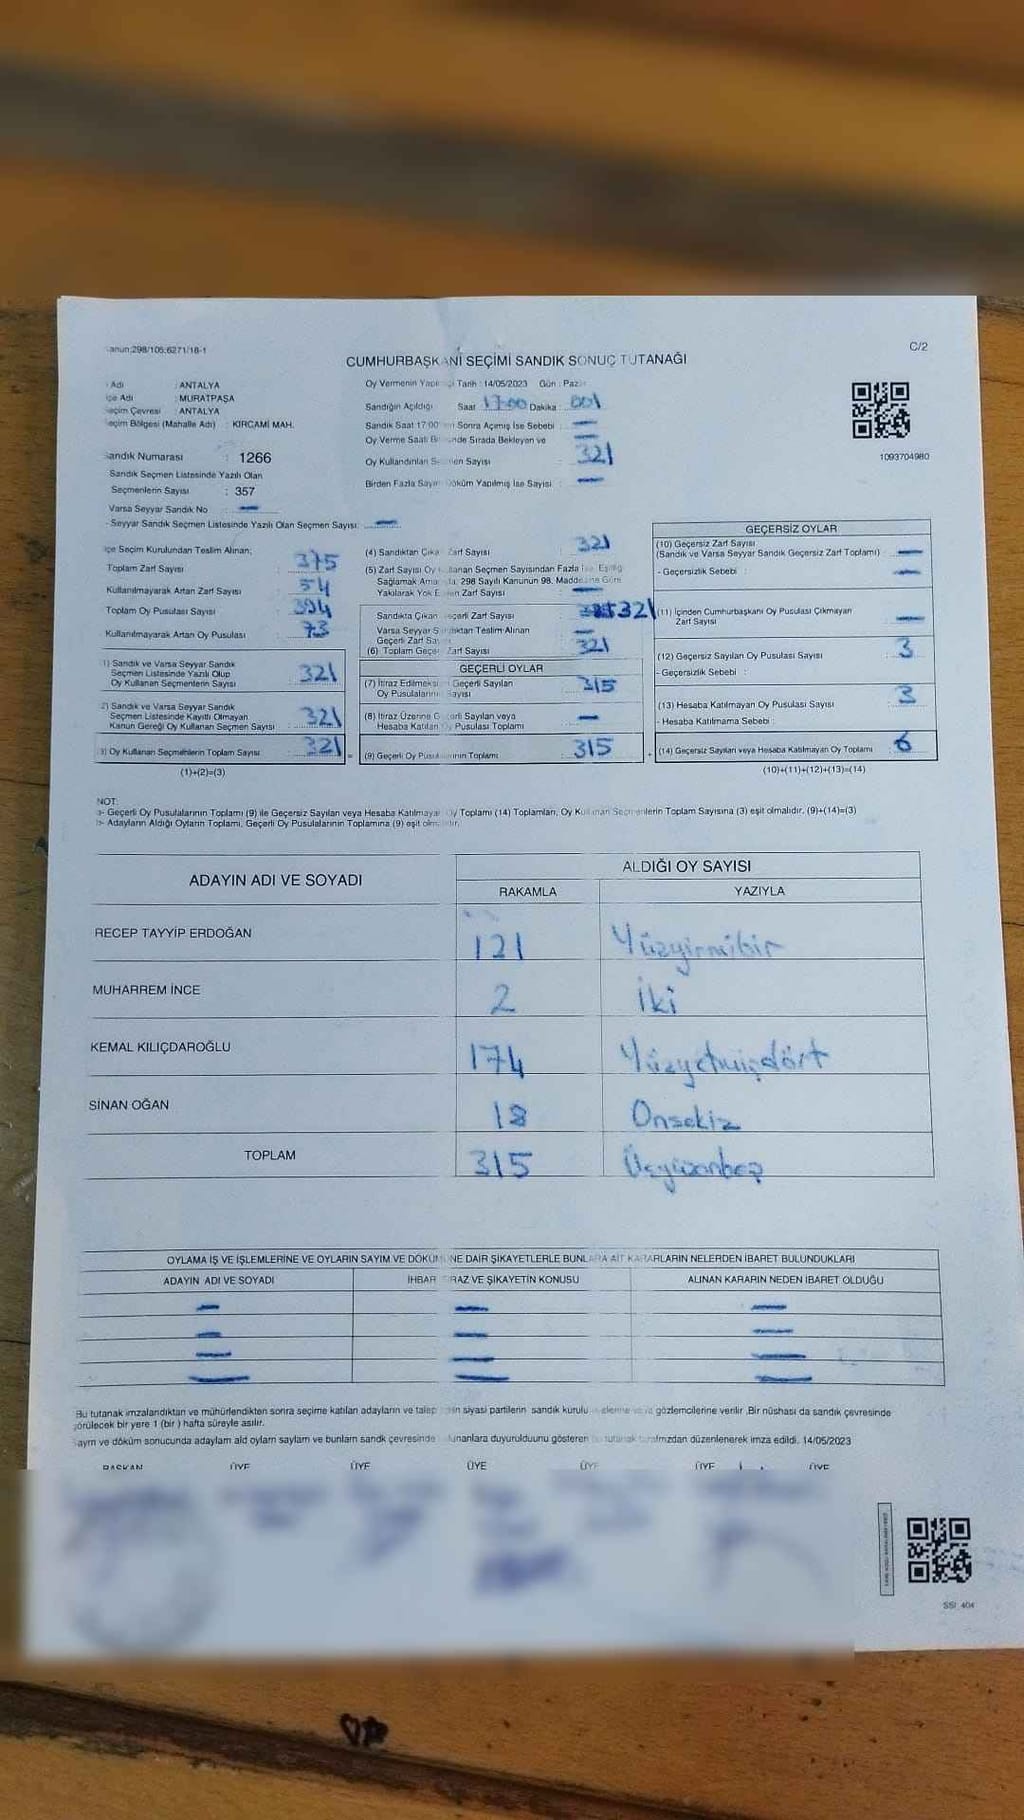 Kanun;298/105;6271/18-1
C/2
CUMHURBAŞKANI SEÇİMİ SANDIK SONUÇ TUTANAĞI
Adı : ANTALYA
Adı : MURATPAŞA
Seçim Çevresi : ANTALYA
Seçim Bölgesi (Mahalle Adı) : KIRCAMİ MAH.
Sandık Numarası : 1266
Sandık Seçmen Listesinde Yazılı Olan
Seçmenlerin Sayısı : 357
Varsa Seyyar Sandık No —
- Seyyar Sandık Seçmen Listesinde Yazılı Olan Seçmen Sayısı: —
Oy Vermenin Tarih : 14/05/2023 Gün : Pazar
Sandığın Açıldığı Saat 17:00 Dakika : 001
Sandık Saat 17:00 Sonra Açımış İse Sebebi —
Oy Verme Saati Sırada Bekleyen ve —
Oy Kullandırılan Seçmen Sayısı : 321
Birden Fazla Sayım Döküm Yapılmış İse Sayısı : —
1093704980
İlçe Seçim Kurulundan Teslim Alınan;
Toplam Zarf Sayısı 375
Kullanılmayarak Artan Zarf Sayısı 54
Toplam Oy Pusulası Sayısı 394
Kullanılmayarak Artan Oy Pusulası 73
1) Sandık ve Varsa Seyyar Sandık
Seçmen Listesinde Yazılı Olup
Oy Kullanan Seçmenlerin Sayısı 321
2) Sandık ve Varsa Seyyar Sandık
Seçmen Listesinde Kayıtlı Olmayan
Kanun Gereği Oy Kullanan Seçmen Sayısı 321
3) Oy Kullanan Seçmenlerin Toplam Sayısı 321
(1)+(2)=(3)
(4) Sandıktan Çıkan Zarf Sayısı 321
(5) Zarf Sayısı Oy Kullanan Seçmen Sayısından Fazla İse, Eşitliği
Sağlamak 298 Sayılı Kanunun 98. Maddesine Göre
Yakılarak Yok Edilen Zarf Sayısı —
Sandıkta Çıkan Geçerli Zarf Sayısı 321
Varsa Seyyar Sandıktan Teslim Alınan
Geçerli Zarf Sayısı —
(6) Toplam Geçerli Zarf Sayısı 321
GEÇERLİ OYLAR
(7) İtiraz Edilmeksizin Geçerli Sayılan
Oy Pusulalarının Sayısı 315
(8) İtiraz Üzerine Geçerli Sayılan veya
Hesaba Katılan Oy Pusulası Toplamı —
(9) Geçerli Oy Pusulalarının Toplamı 315
GEÇERSİZ OYLAR
(10) Geçersiz Zarf Sayısı
(Sandık ve Varsa Seyyar Sandık Geçersiz Zarf Toplamı) —
- Geçersizlik Sebebi : —
(11) İçinden Cumhurbaşkanı Oy Pusulası Çıkmayan
Zarf Sayısı —
(12) Geçersiz Sayılan Oy Pusulası Sayısı 3
- Geçersizlik Sebebi :
(13) Hesaba Katılmayan Oy Pusulası Sayısı 3
- Hesaba Katılmama Sebebi :
(14) Geçersiz Sayılan veya Hesaba Katılmayan Oy Toplamı 6
(10)+(11)+(12)+(13)=(14)
NOT:
a- Geçerli Oy Pusulalarının Toplamı (9) ile Geçersiz Sayılan veya Hesaba Katılmayan Oy Toplamı (14) Toplamları, Oy Kullanan Seçmenlerin Toplam Sayısına (3) eşit olmalıdır. (9)+(14)=(3)
b- Adayların Aldığı Oyların Toplamı, Geçerli Oy Pusulalarının Toplamına (9) eşit olmalıdır.
ADAYIN ADI VE SOYADI
ALDIĞI OY SAYISI
RAKAMLA YAZIYLA
RECEP TAYYİP ERDOĞAN 121 Yüzyirmibir
MUHARREM İNCE 2 İki
KEMAL KILIÇDAROĞLU 174 Yüzyetmişdört
SİNAN OĞAN 18 Onsekiz
TOPLAM 315 Üçyüzonbeş
OYLAMA İŞ VE İŞLEMLERİNE VE OYLARIN SAYIM VE DÖKÜMÜNE DAİR ŞİKAYETLERLE BUNLARA AİT KARARLARIN NELERDEN İBARET BULUNDUKLARI
ADAYIN ADI VE SOYADI İHBAR İTİRAZ VE ŞİKAYETİN KONUSU ALINAN KARARIN NEDEN İBARET OLDUĞU
— — —
— — —
— — —
— — —
Bu tutanak imzalandıktan ve mühürlendikten sonra seçime katılan adayların ve talep eden siyasi partilerin sandık kurulu üyelerine veya gözlemcilerine verilir .Bir nüshası da sandık çevresinde
görülecek bir yere 1 (bir ) hafta süreyle asılır.
Sayım ve döküm sonucunda adaylam ald oylam saylam ve bunlam sandk çevresinde bulunanlara duyurulduunu gösteren bu tutanak tarafmzdan düzenlenerek imza edildi. 14/05/2023
BAŞKAN ÜYE ÜYE ÜYE ÜYE ÜYE ÜYE
SSI: 404